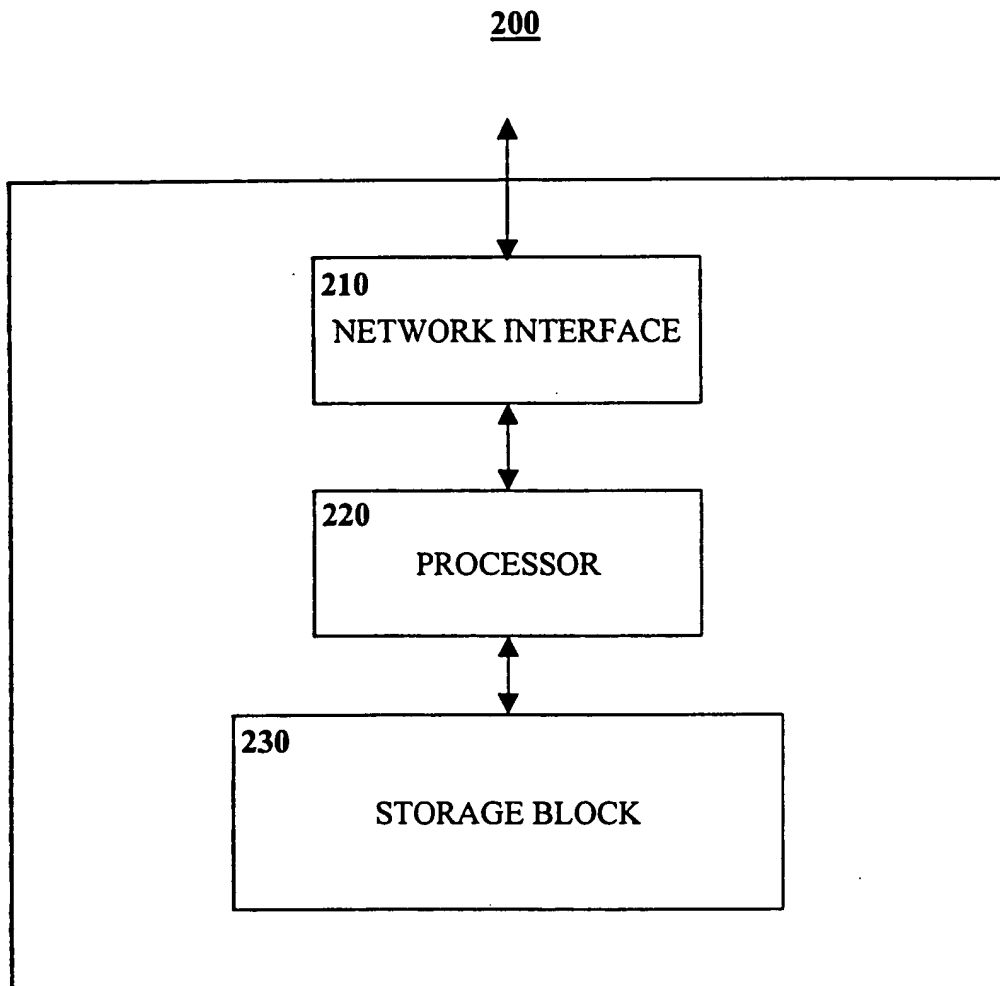 200
210
NETWORK INTERFACE
220
PROCESSOR
230
STORAGE BLOCK